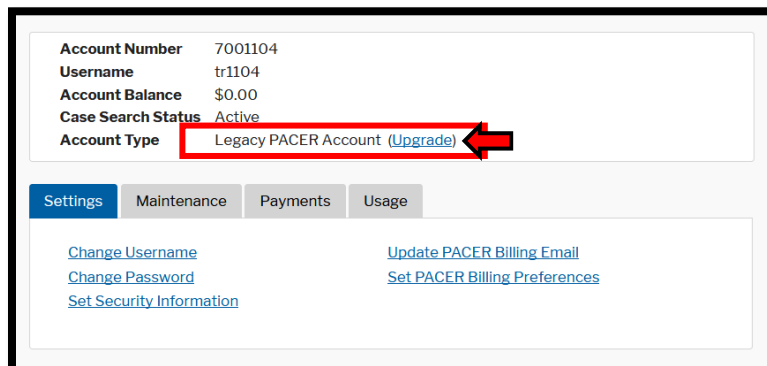 Account Number 7001104
Username tr1104
Account Balance $0.00
Case Search Status Active
Account Type Legacy PACER Account (Upgrade)
Settings Maintenance Payments Usage
Change Username Update PACER Billing Email
Change Password Set PACER Billing Preferences
Set Security Information